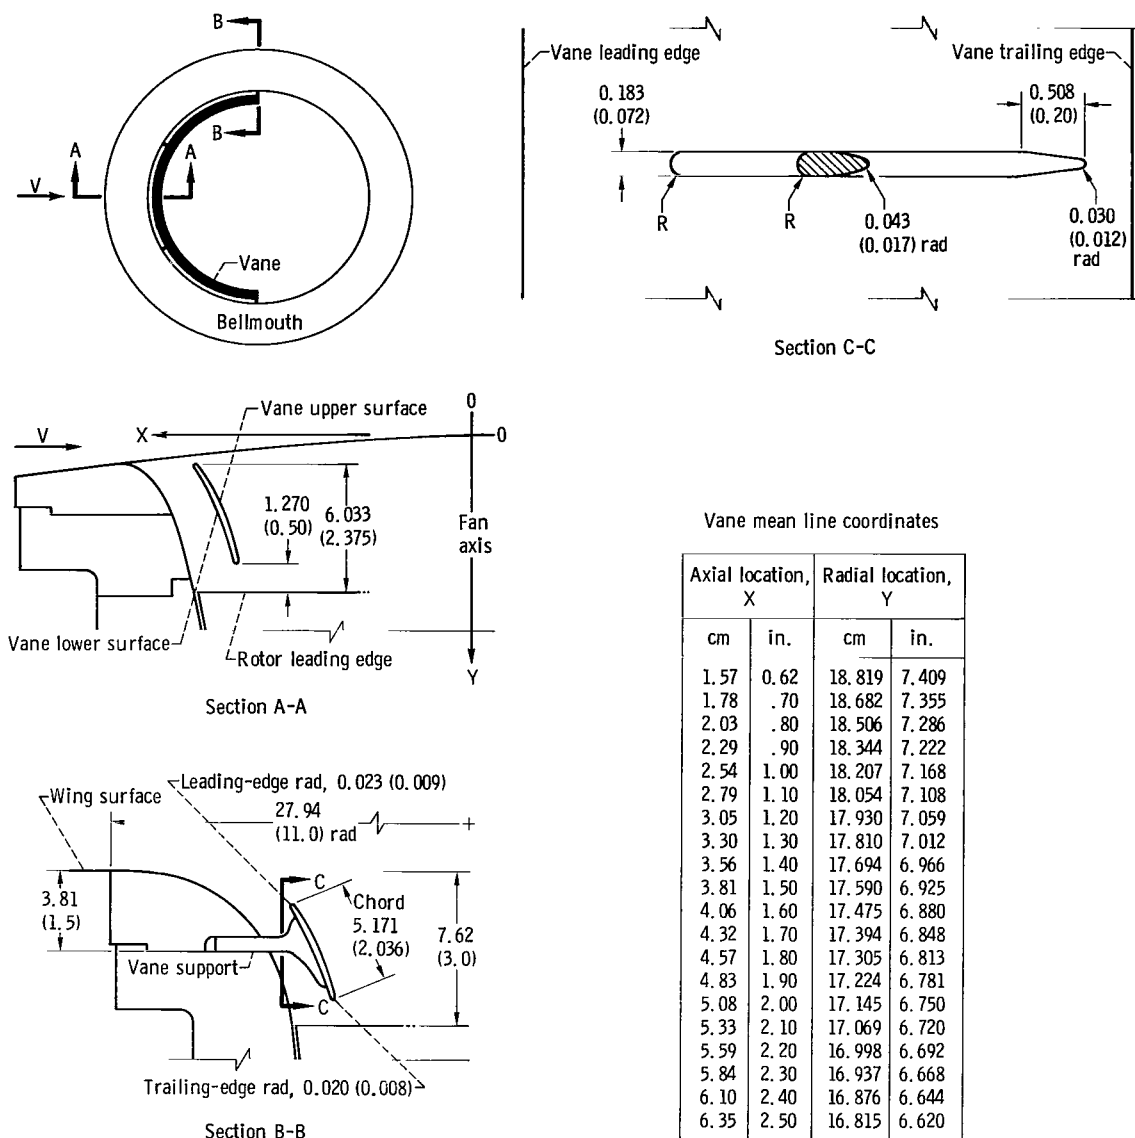 B
B
A
A
V
Vane
Bellmouth
Vane leading edge
Vane trailing edge
0.183
(0.072)
0.508
(0.20)
R
R
0.043
(0.017) rad
0.030
(0.012)
rad
Section C-C
Vane upper surface
0
V
X
0
1.270
(0.50)
6.033
(2.375)
Fan
axis
Vane lower surface
Rotor leading edge
Y
Section A-A
Leading-edge rad, 0.023 (0.009)
Wing surface
27.94
(11.0) rad
C
3.81
(1.5)
Chord
5.171
(2.036)
7.62
(3.0)
Vane support
C
Trailing-edge rad, 0.020 (0.008)
Section B-B
Vane mean line coordinates
Axial location, Radial location,
X Y
cm in. cm in.
1.57 0.62 18.819 7.409
1.78 .70 18.682 7.355
2.03 .80 18.506 7.286
2.29 .90 18.344 7.222
2.54 1.00 18.207 7.168
2.79 1.10 18.054 7.108
3.05 1.20 17.930 7.059
3.30 1.30 17.810 7.012
3.56 1.40 17.694 6.966
3.81 1.50 17.590 6.925
4.06 1.60 17.475 6.880
4.32 1.70 17.394 6.848
4.57 1.80 17.305 6.813
4.83 1.90 17.224 6.781
5.08 2.00 17.145 6.750
5.33 2.10 17.069 6.720
5.59 2.20 16.998 6.692
5.84 2.30 16.937 6.668
6.10 2.40 16.876 6.644
6.35 2.50 16.815 6.620